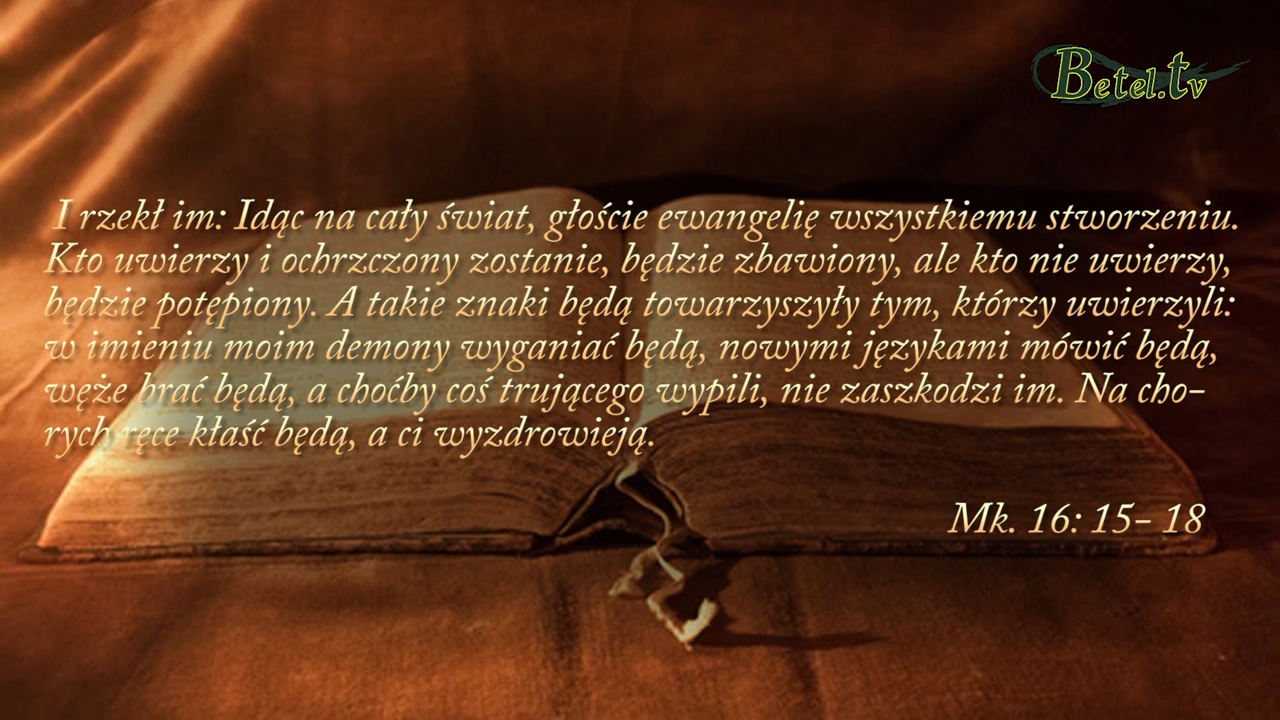 Betel.tv
I rzekł im: Idąc na cały świat, głoście ewangelię wszystkiemu stworzeniu.
Kto uwierzy i ochrzczony zostanie, będzie zbawiony, ale kto nie uwierzy,
będzie potępiony. A takie znaki będą towarzyszyły tym, którzy uwierzyli:
w imieniu moim demony wyganiać będą, nowymi językami mówić będą,
węże brać będą, a choćby coś trującego wypili, nie zaszkodzi im. Na cho-
rych ręce kłaść będą, a ci wyzdrowieją.
Mk. 16: 15- 18